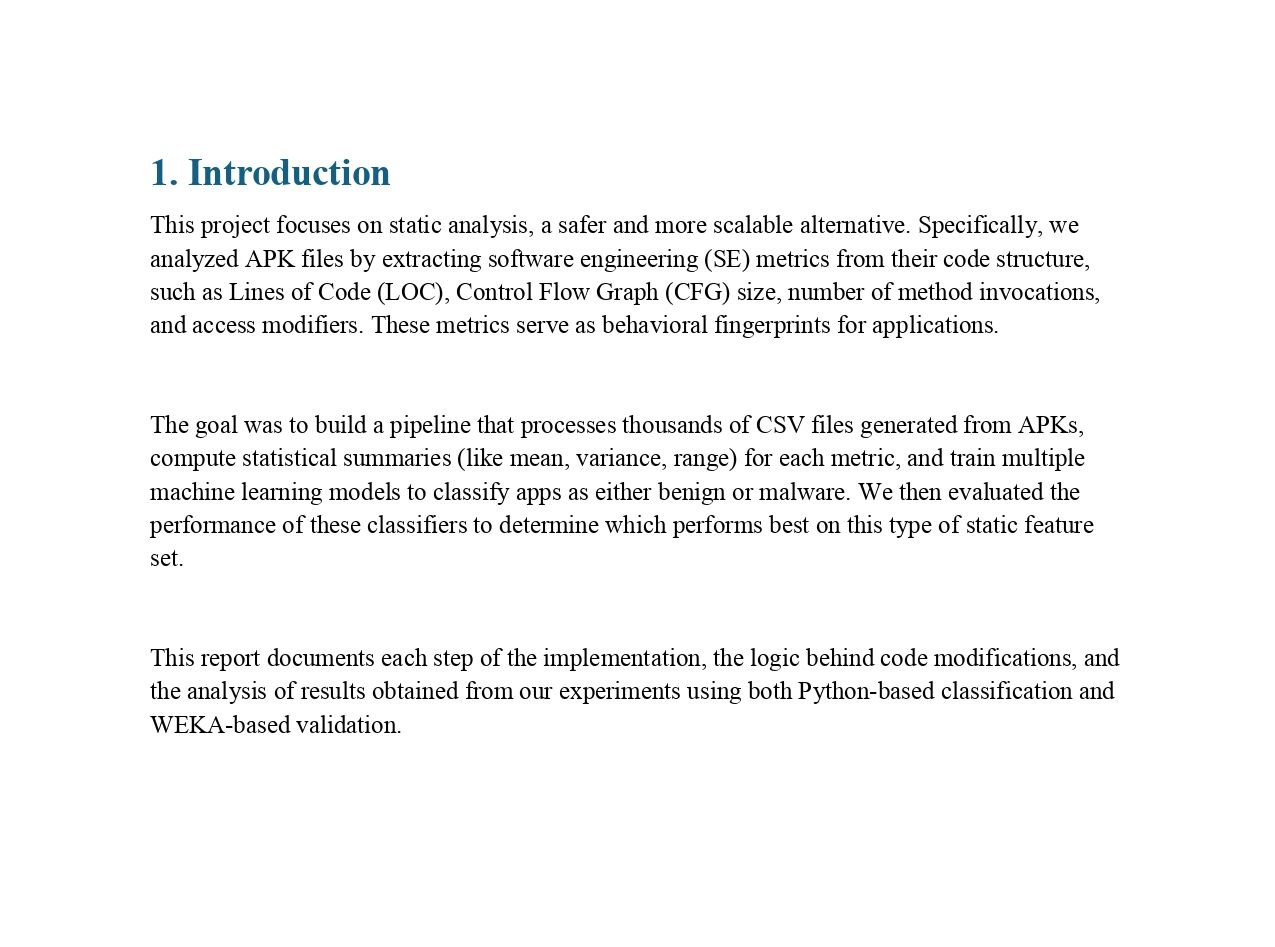 1. Introduction
This project focuses on static analysis, a safer and more scalable alternative. Specifically, we
analyzed APK files by extracting software engineering (SE) metrics from their code structure,
such as Lines of Code (LOC), Control Flow Graph (CFG) size, number of method invocations,
and access modifiers. These metrics serve as behavioral fingerprints for applications.
The goal was to build a pipeline that processes thousands of CSV files generated from APKs,
compute statistical summaries (like mean, variance, range) for each metric, and train multiple
machine learning models to classify apps as either benign or malware. We then evaluated the
performance of these classifiers to determine which performs best on this type of static feature
set.
This report documents each step of the implementation, the logic behind code modifications, and
the analysis of results obtained from our experiments using both Python-based classification and
WEKA-based validation.